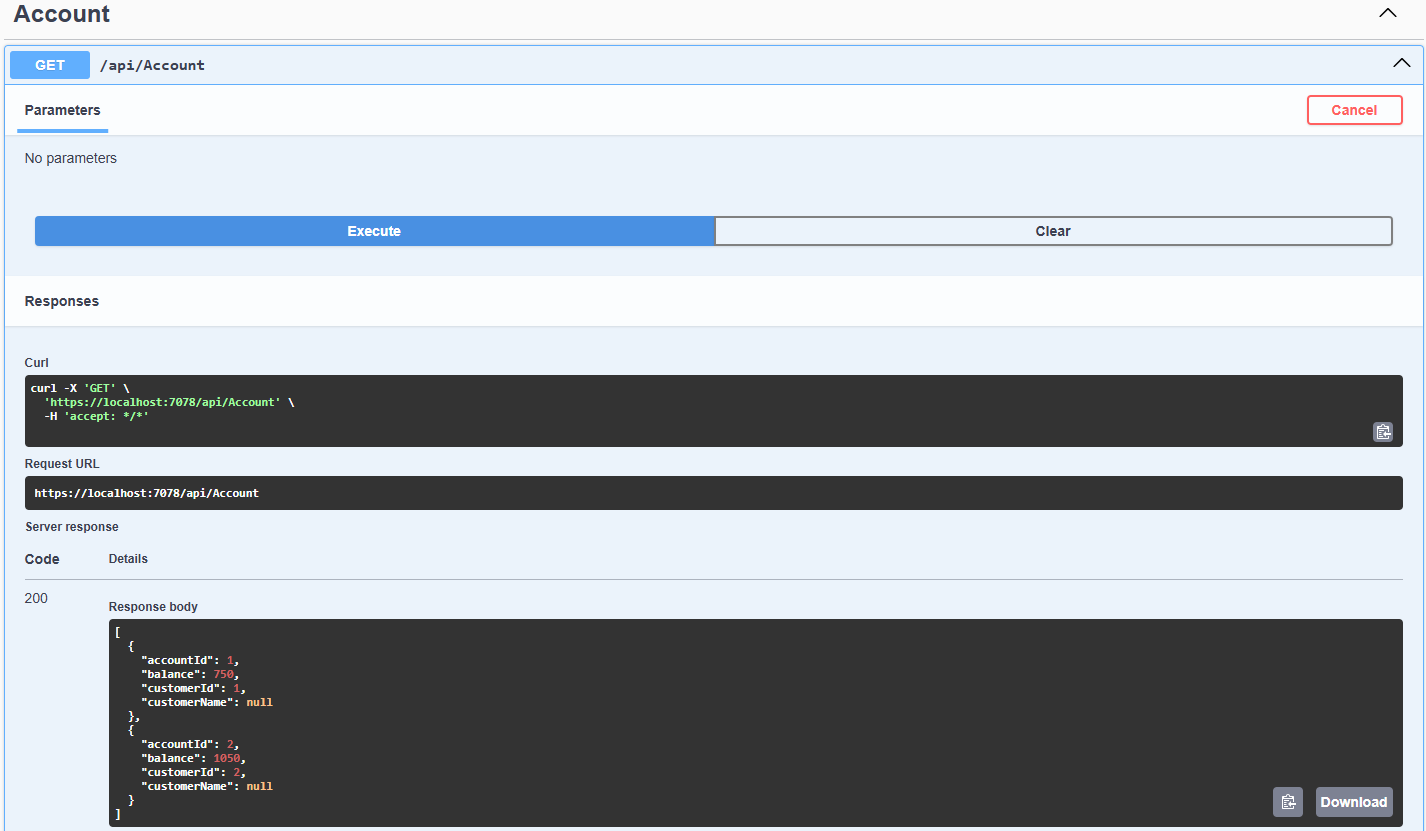 Account
GET /api/Account
Parameters Cancel
No parameters
Execute Clear
Responses
Curl
curl -X 'GET' \
  'https://localhost:7078/api/Account' \
  -H 'accept: */*'
Request URL
https://localhost:7078/api/Account
Server response
Code Details
200
Response body
[
  {
    "accountId": 1,
    "balance": 750,
    "customerId": 1,
    "customerName": null
  },
  {
    "accountId": 2,
    "balance": 1050,
    "customerId": 2,
    "customerName": null
  }
]
Download